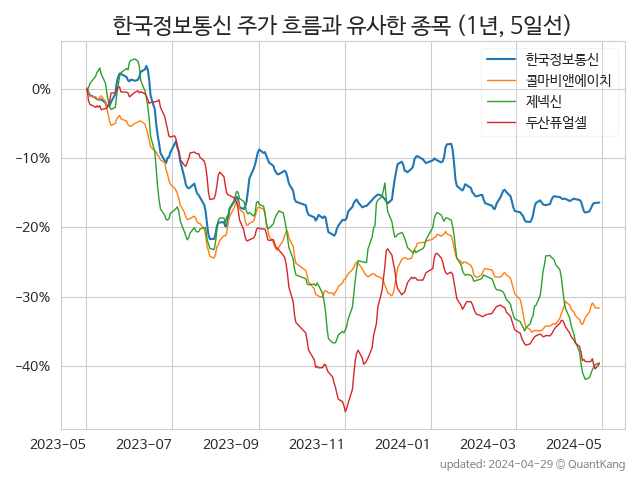 한국정보통신 주가 흐름과 유사한 종목 (1년, 5일선)
한국정보통신
콜마비앤에이치
제넥신
두산퓨얼셀
0%
−10%
−20%
−30%
−40%
2023-05 2023-07 2023-09 2023-11 2024-01 2024-03 2024-05
updated: 2024-04-29 © QuantKang